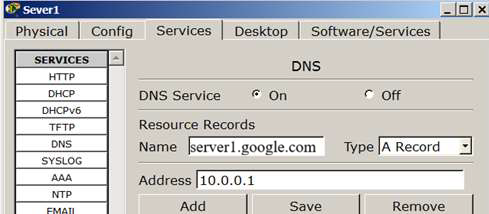 Sever1
Physical Config Services Desktop Software/Services
SERVICES
HTTP
DHCP
DHCPv6
TFTP
DNS
SYSLOG
AAA
NTP
EMAIL
DNS
DNS Service On Off
Resource Records
Name server1.google.com Type A Record
Address 10.0.0.1
Add Save Remove